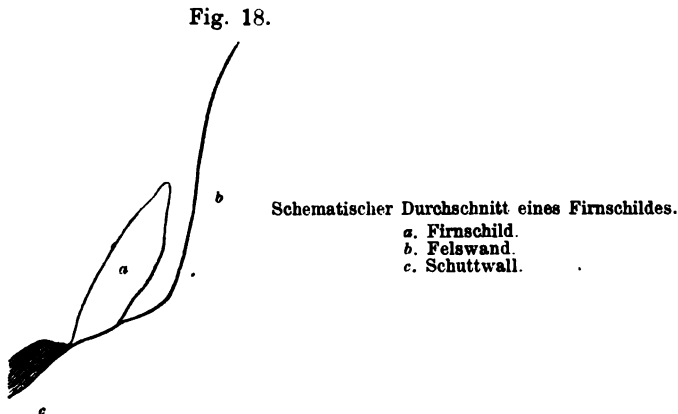 Fig. 18.
b
a
c
Schematischer Durchschnitt eines Firnschildes.
a. Firnschild.
b. Felswand.
c. Schuttwall.